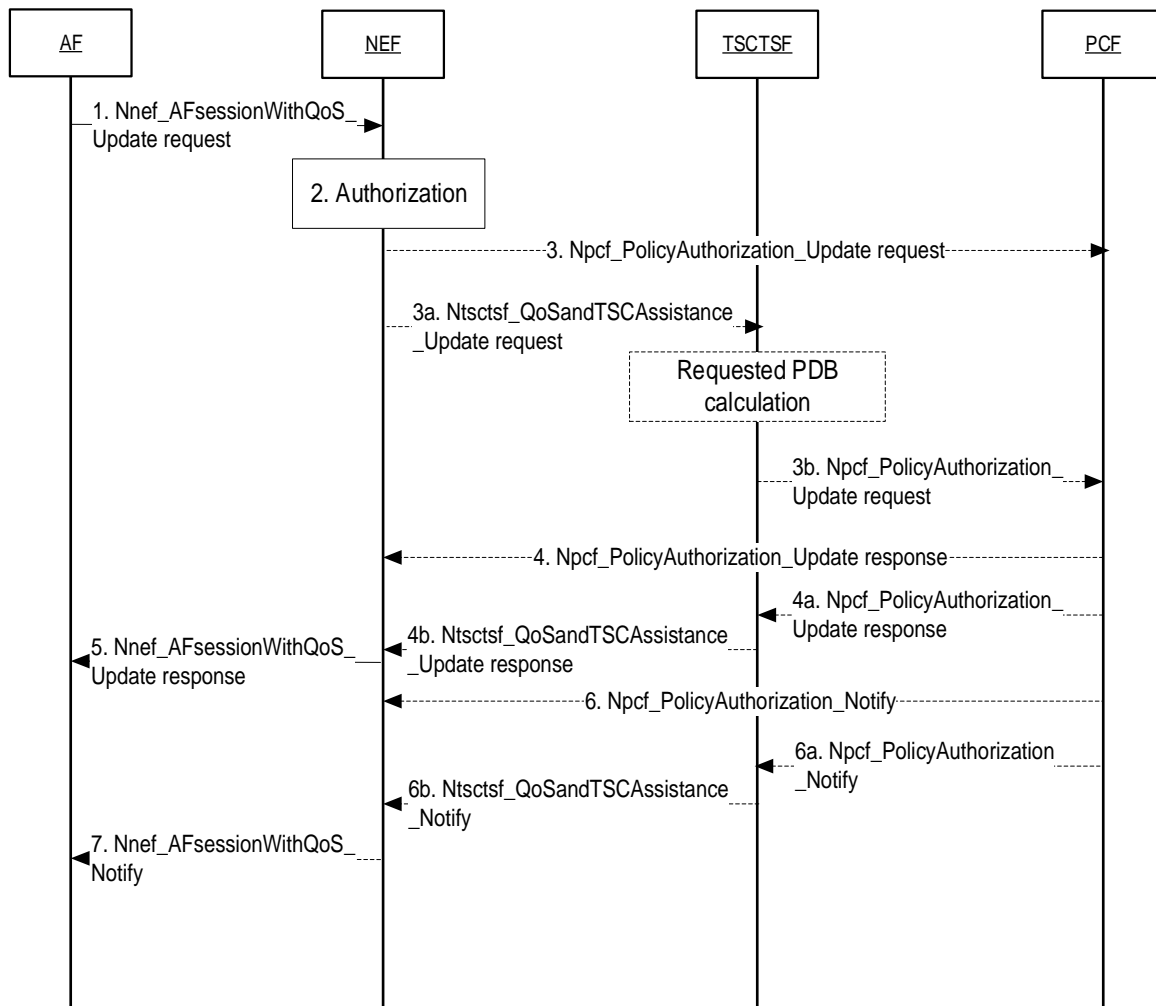 AF
NEF
TSCTSF
PCF
1. Nnef_AFsessionWithQoS_
Update request
2. Authorization
3. Npcf_PolicyAuthorization_Update request
3a. Ntsctsf_QoSandTSCAssistance
_Update request
Requested PDB
calculation
3b. Npcf_PolicyAuthorization_
Update request
4. Npcf_PolicyAuthorization_Update response
4a. Npcf_PolicyAuthorization_
Update response
4b. Ntsctsf_QoSandTSCAssistance
_Update response
5. Nnef_AFsessionWithQoS_
Update response
6. Npcf_PolicyAuthorization_Notify
6a. Npcf_PolicyAuthorization
_Notify
6b. Ntsctsf_QoSandTSCAssistance
_Notify
7. Nnef_AFsessionWithQoS_
Notify